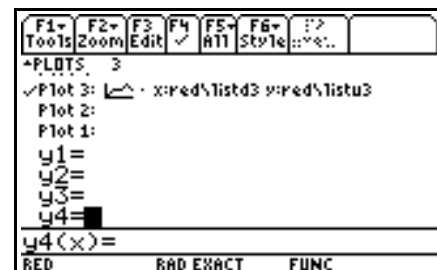 F1▾ F2▾ F3 F4 F5▾ F6▾
Tools Zoom Edit ✓ All Style
▴PLOTS 3
✓Plot 3: x:red\listd3 y:red\listu3
Plot 2:
Plot 1:
y1=
y2=
y3=
y4=
y4(x)=
RED RAD EXACT FUNC